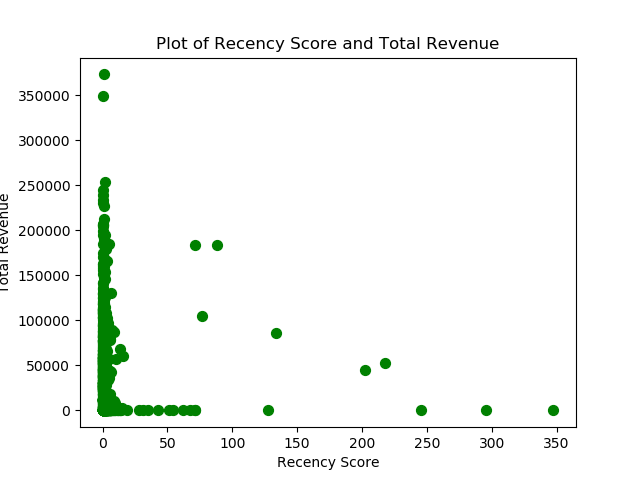 Plot of Recency Score and Total Revenue
350000
300000
250000
200000
150000
100000
50000
0
Total Revenue
0 50 100 150 200 250 300 350
Recency Score